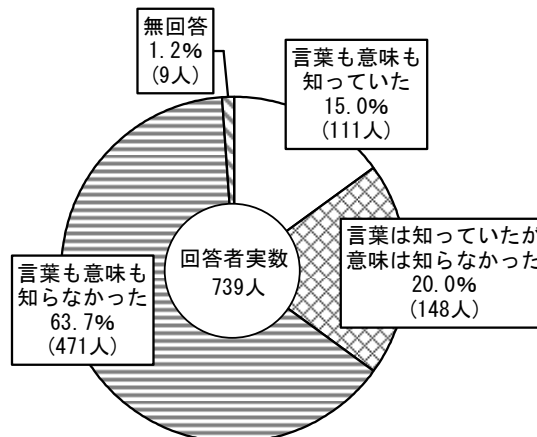 無回答
1.2%
(9人)
言葉も意味も
知っていた
15.0%
(111人)
言葉は知っていたが
意味は知らなかった
20.0%
(148人)
言葉も意味も
知らなかった
63.7%
(471人)
回答者実数
739人